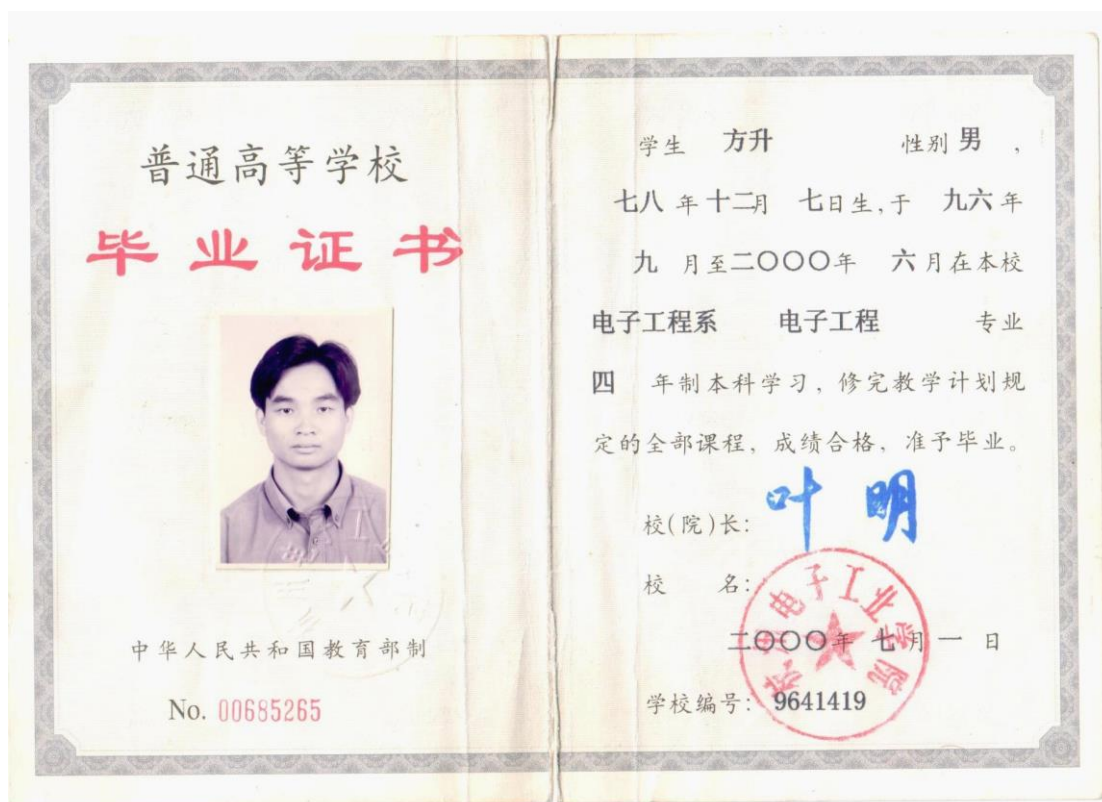 普通高等学校
毕业证书
中华人民共和国教育部制
No. 00685265
学生 方升 性别 男，
七八 年 十二月 七日生,于 九六年
九 月至二〇〇〇年 六月在本校
电子工程系 电子工程 专业
四 年制本科学习，修完教学计划规
定的全部课程，成绩合格，准予毕业。
校(院)长: 叶明
校 名:
电子工业学院
二〇〇〇年 七月 一 日
学校编号: 9641419